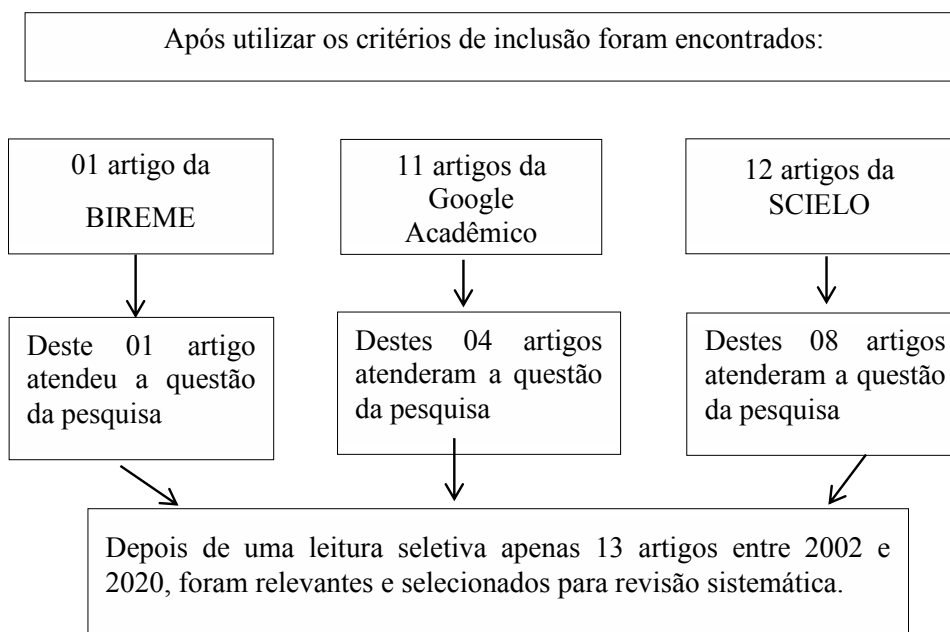 Após utilizar os critérios de inclusão foram encontrados:
01 artigo da
BIREME
11 artigos da
Google
Acadêmico
12 artigos da
SCIELO
Deste 01 artigo
atendeu a questão
da pesquisa
Destes 04 artigos
atenderam a questão
da pesquisa
Destes 08 artigos
atenderam a questão
da pesquisa
Depois de uma leitura seletiva apenas 13 artigos entre 2002 e
2020, foram relevantes e selecionados para revisão sistemática.